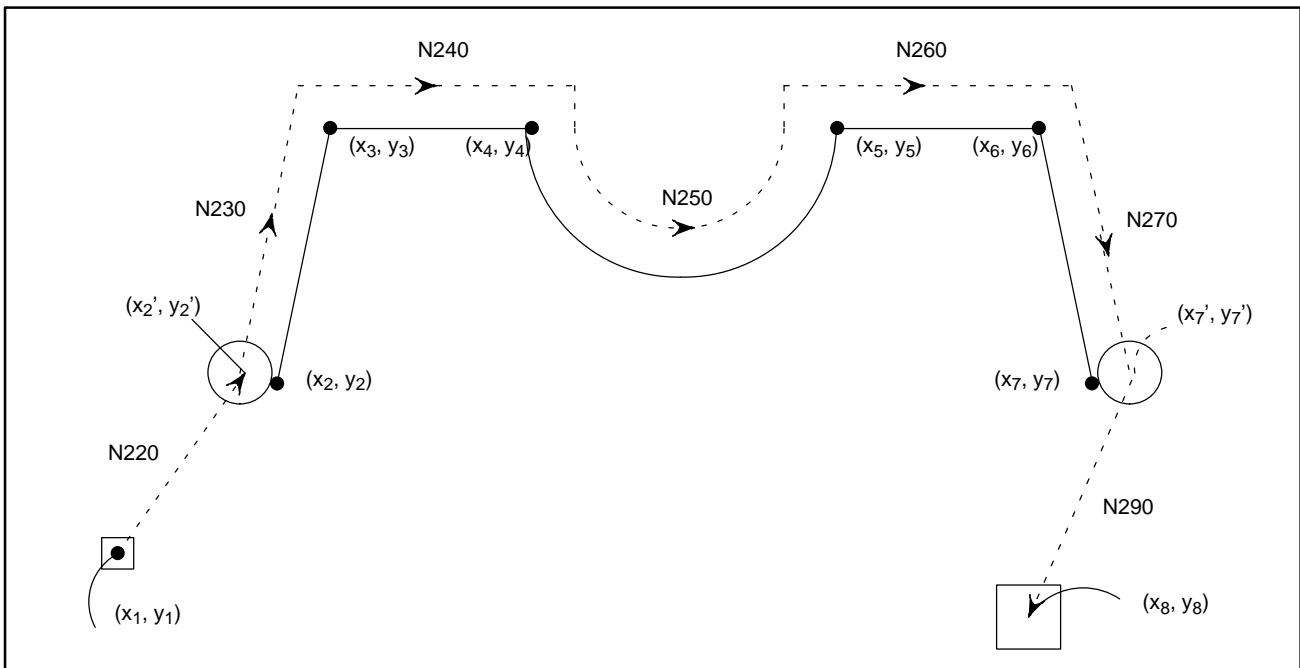 N240
N260
(x3, y3)
(x4, y4)
(x5, y5)
(x6, y6)
N230
N250
N270
(x2’, y2’)
(x7’, y7’)
(x2, y2)
(x7, y7)
N220
N290
(x1, y1)
(x8, y8)